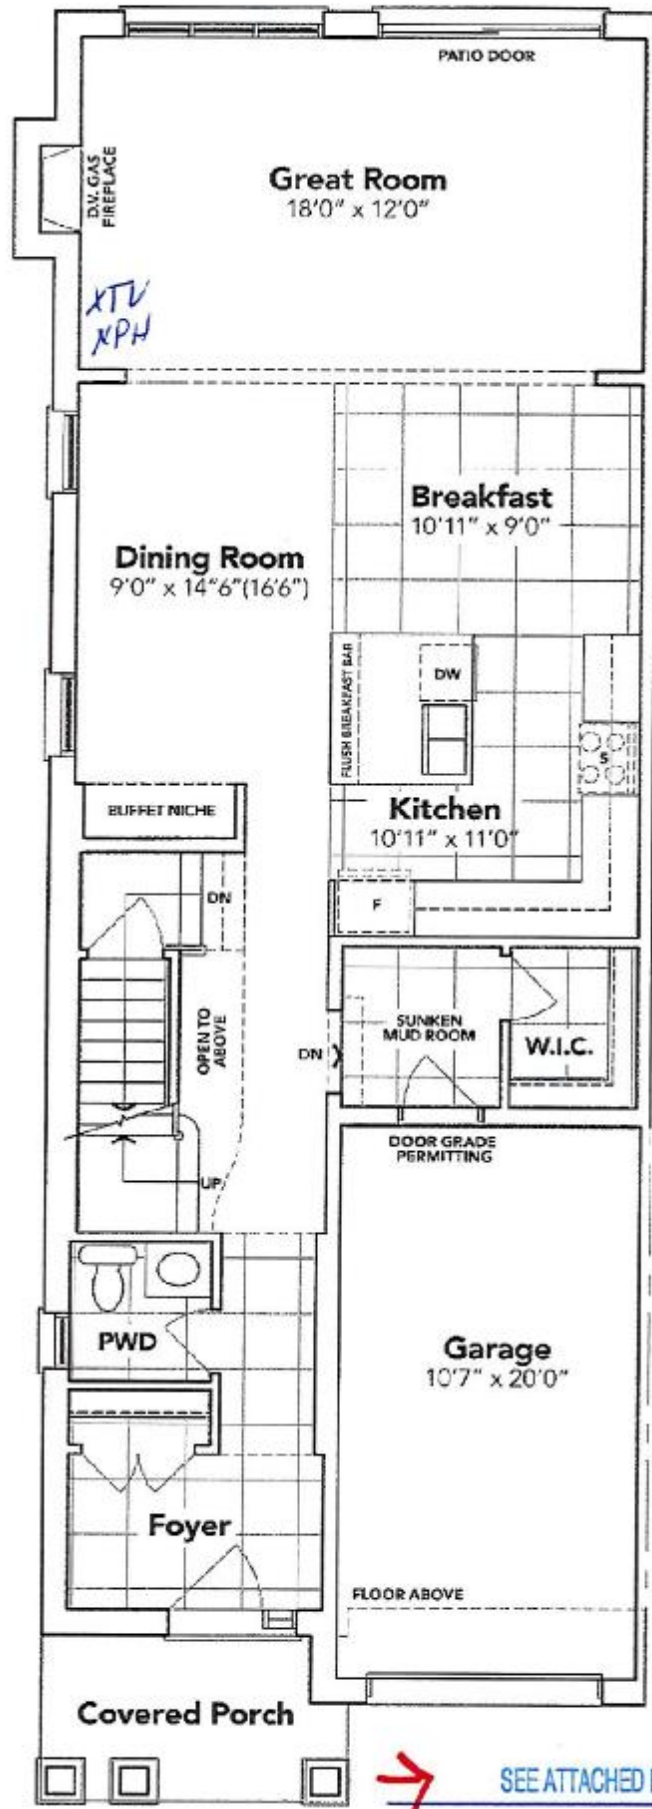 PATIO DOOR
D.V. GAS
FIREPLACE
Great Room
18'0" x 12'0"
XTV
XPH
Breakfast
10'11" x 9'0"
Dining Room
9'0" x 14"6"(16'6")
FLUSH BREAKFAST BAR
DW
S
BUFFET NICHE
Kitchen
10'11" x 11'0"
DN
F
OPEN TO
ABOVE
SUNKEN
MUD ROOM
W.I.C.
DN
DOOR GRADE
PERMITTING
UP
PWD
Garage
10'7" x 20'0"
Foyer
FLOOR ABOVE
Covered Porch
SEE ATTACHED